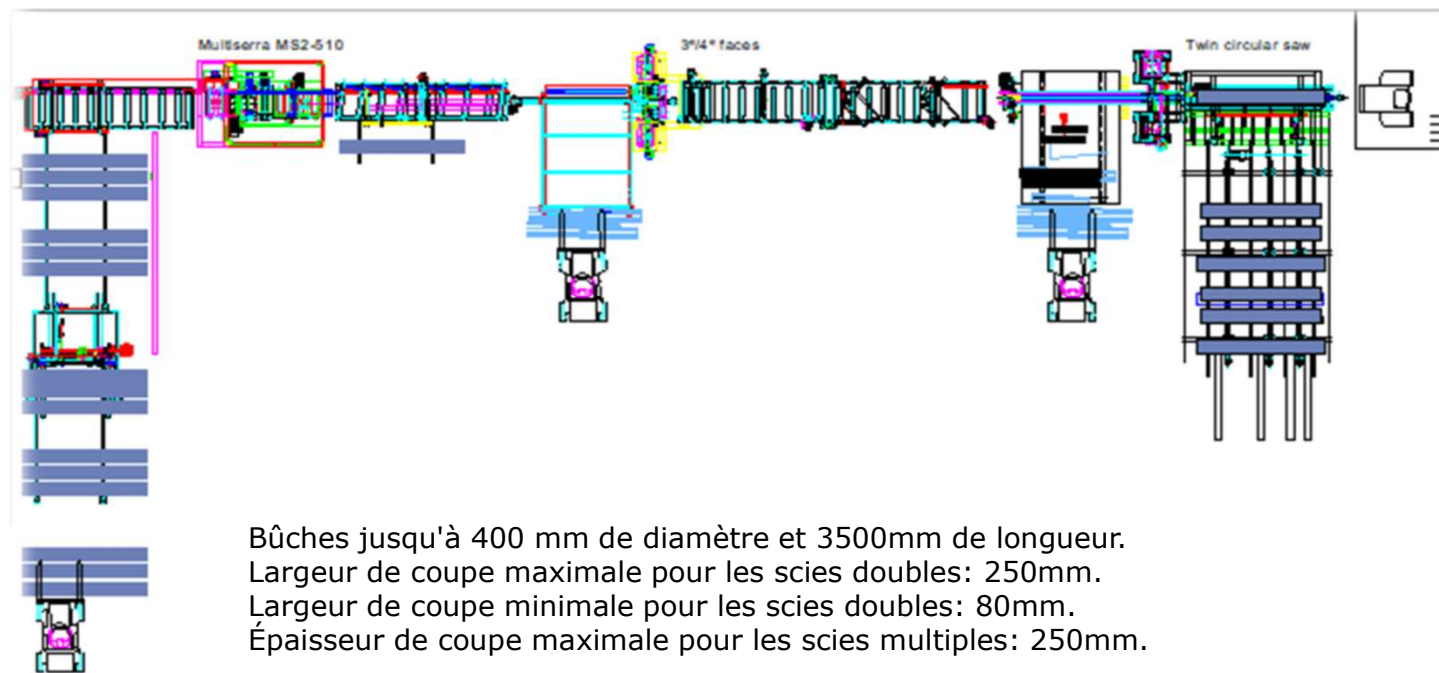 Multiserra MS2-510
3ª/4ª faces
Twin circular saw
Bûches jusqu'à 400 mm de diamètre et 3500mm de longueur.
Largeur de coupe maximale pour les scies doubles: 250mm.
Largeur de coupe minimale pour les scies doubles: 80mm.
Épaisseur de coupe maximale pour les scies multiples: 250mm.